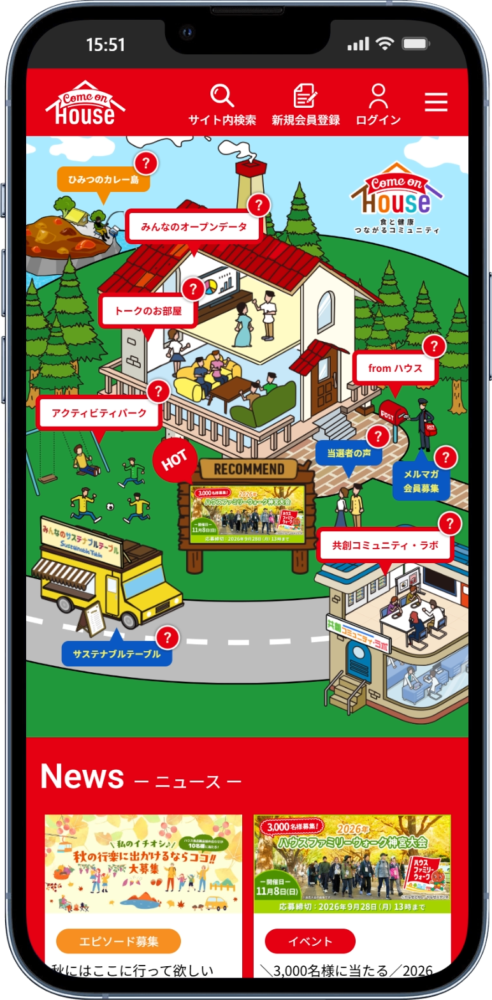 15:51
Come on
House
サイト内検索
新規会員登録
ログイン
?
ひみつのカレー島
Come on
House
食と健康
つながるコミュニティ
?
みんなのオープンデータ
?
トークのお部屋
?
from ハウス
?
アクティビティパーク
POST
POST
?
当選者の声
?
メルマガ
会員募集
HOT
RECOMMEND
3,000名様募集!
2026年
ハウスファミリーウォーク神宮大会
ハウス
ファミリー
ウォーク
ー開催日ー
11月8日(日)
応募締切:2026年9月28日(月)13時まで
?
共創コミュニティ・ラボ
みんなのサステナブルテーブル
Sustainable Table
共創コミュニティ・ラボ
?
サステナブルテーブル
News ー ニュース ー
\ 私のイチオシ♪ /
10名様に当たる!
秋の行楽に出かけるならココ!!
大募集
3,000名様募集!
2026年
ハウスファミリーウォーク神宮大会
ハウス
ファミリー
ウォーク
ー開催日ー
11月8日(日)
応募締切:2026年9月28日(月)13時まで
エピソード募集
秋にはここに行って欲しい
イベント
＼3,000名様に当たる／2026